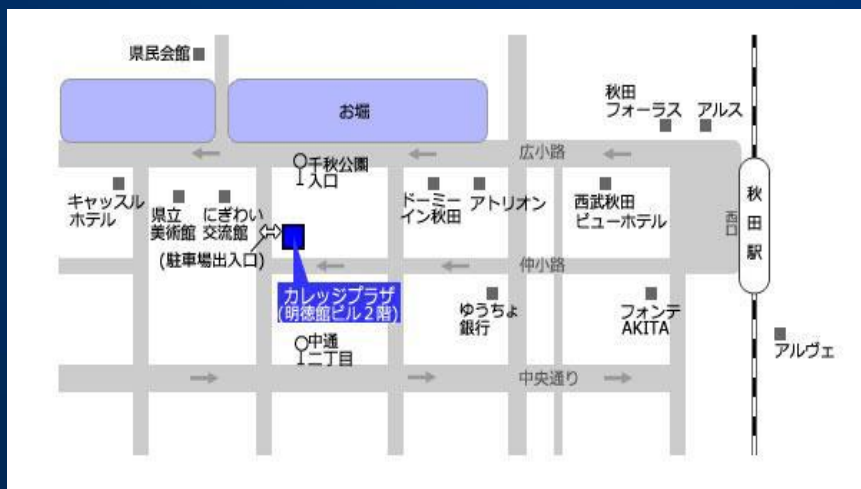 県民会館
お堀
秋田
フォーラス
アルス
広小路
千秋公園
入口
キャッスル
ホテル
県立
美術館
にぎわい
交流館
(駐車場出入口)
ドーミー
イン秋田
アトリオン
西武秋田
ビューホテル
西口
秋田駅
仲小路
カレッジプラザ
(明徳館ビル2階)
ゆうちょ
銀行
フォンテ
AKITA
アルヴェ
中通
二丁目
中央通り